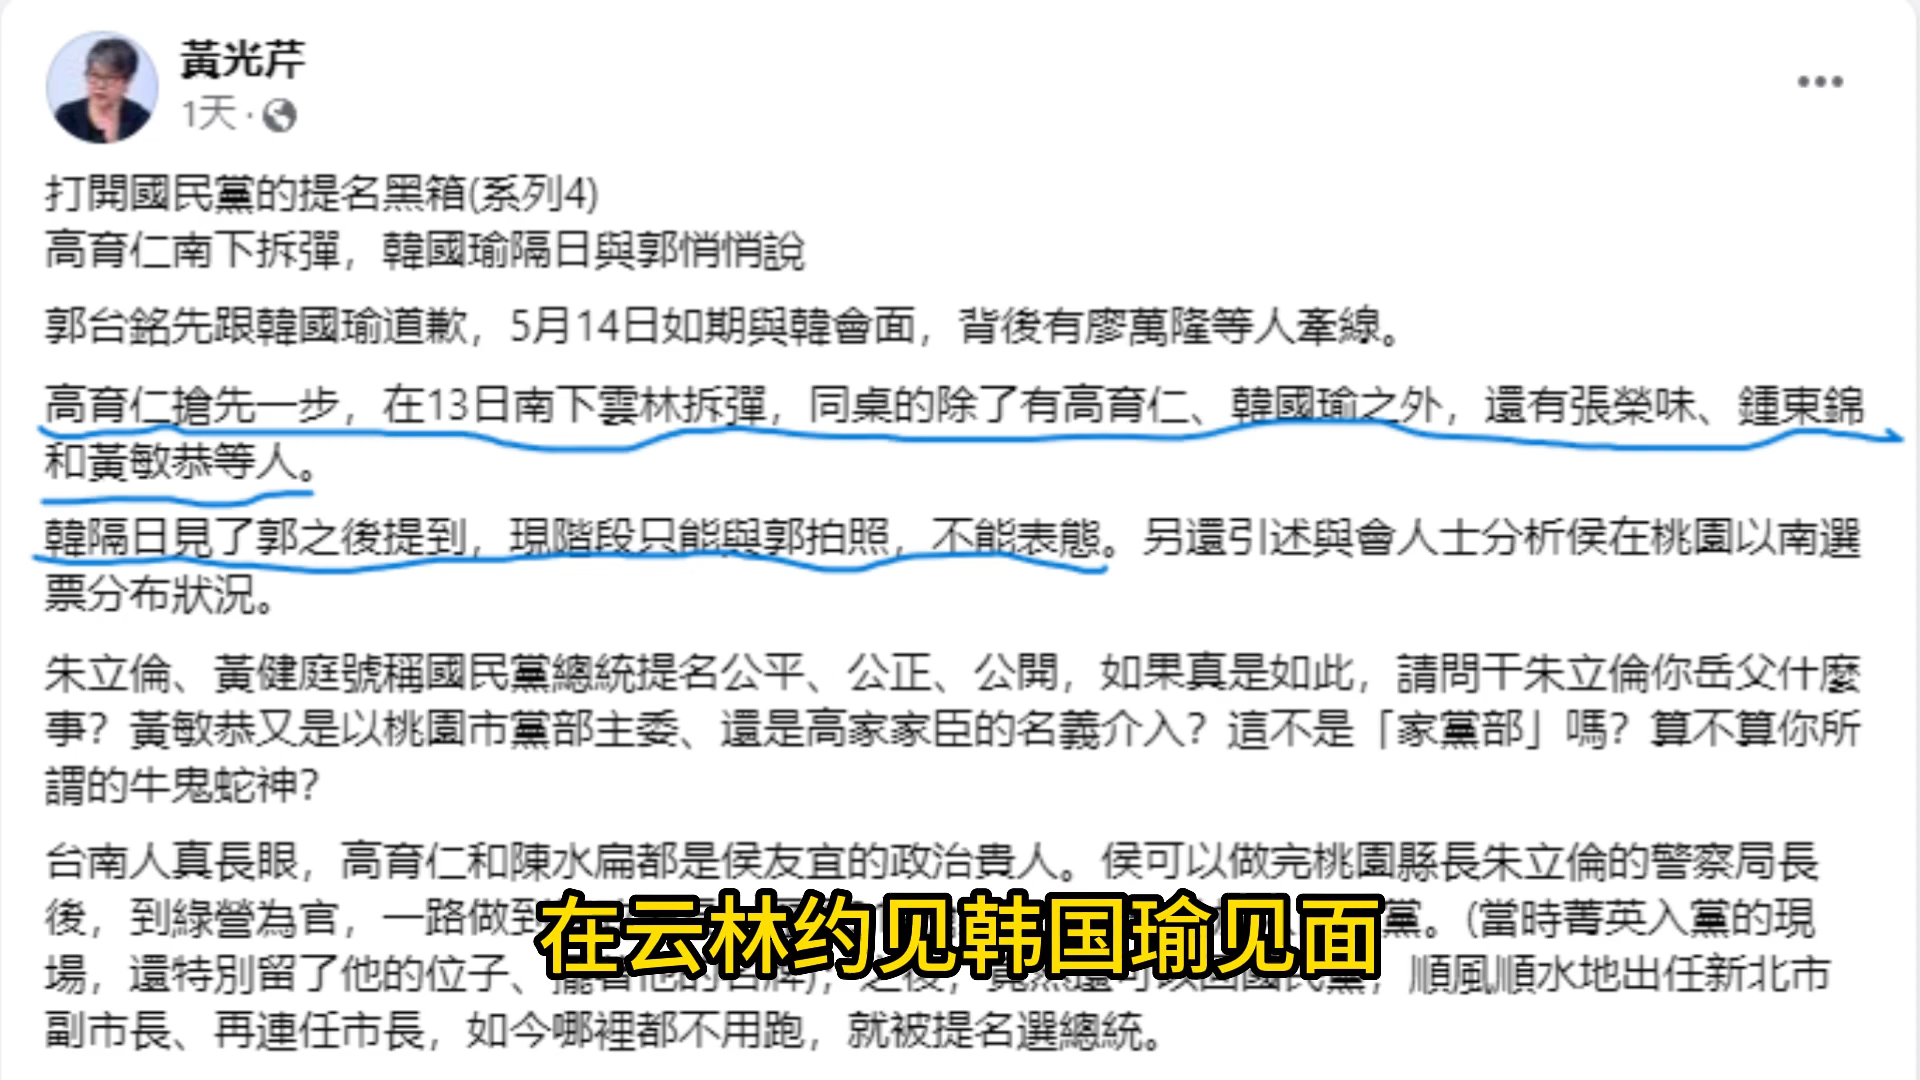 黃光芹
1天·
打開國民黨的提名黑箱(系列4)
高育仁南下拆彈，韓國瑜隔日與郭悄悄說
郭台銘先跟韓國瑜道歉，5月14日如期與韓會面，背後有廖萬隆等人牽線。
高育仁搶先一步，在13日南下雲林拆彈，同桌的除了有高育仁、韓國瑜之外，還有張榮味、鍾東錦
和黃敏恭等人。
韓隔日見了郭之後提到，現階段只能與郭拍照，不能表態。另還引述與會人士分析侯在桃園以南選
票分布狀況。
朱立倫、黃健庭號稱國民黨總統提名公平、公正、公開，如果真是如此，請問干朱立倫你岳父什麼
事？黃敏恭又是以桃園市黨部主委、還是高家家臣的名義介入？這不是「家黨部」嗎？算不算你所
謂的牛鬼蛇神？
台南人真長眼，高育仁和陳水扁都是侯友宜的政治貴人。侯可以做完桃園縣長朱立倫的警察局長
後，到綠營為官，一路做到 黨。(當時菁英入黨的現
場，還特別留了他的位子、擺著他的名牌)，之後，竟然還可以回國民黨，順風順水地出任新北市
副市長、再連任市長，如今哪裡都不用跑，就被提名選總統。
在云林约见韩国瑜见面